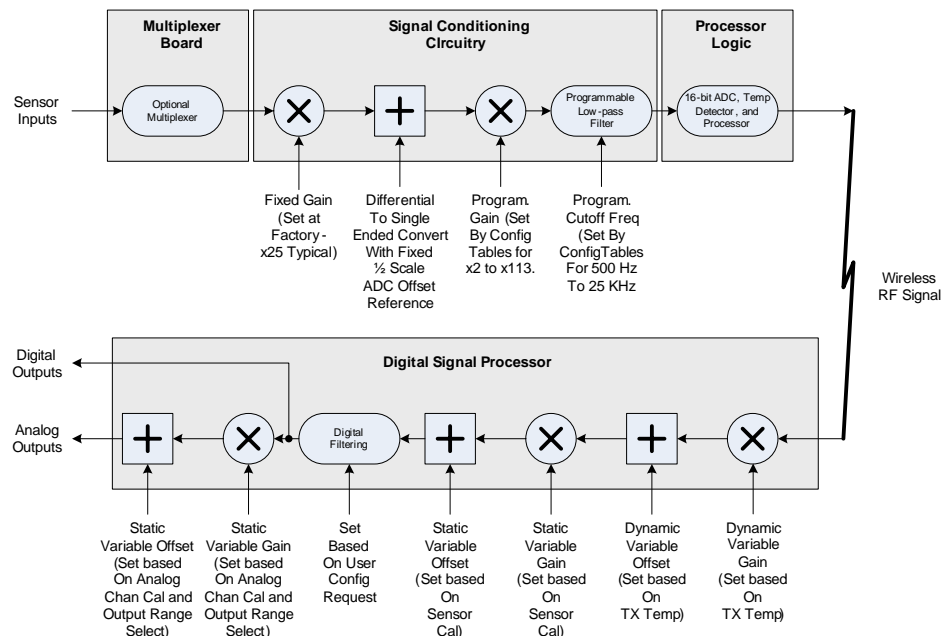 Multiplexer
Board
Signal Conditioning
CIrcuitry
Processor
Logic
Sensor
Inputs
Optional
Multiplexer
Programmable
Low-pass
Filter
16-bit ADC, Temp
Detector, and
Processor
Fixed Gain
(Set at
Factory -
x25 Typical)
Differential
To Single
Ended Convert
With Fixed
½ Scale
ADC Offset
Reference
Program.
Gain (Set
By Config
Tables for
x2 to x113.
Program.
Cutoff Freq
(Set By
ConfigTables
For 500 Hz
To 25 KHz
Wireless
RF Signal
Digital
Outputs
Analog
Outputs
Digital Signal Processor
Digital
Filtering
Static
Variable Offset
(Set based
On Analog
Chan Cal and
Output Range
Select)
Static
Variable Gain
(Set based
On Analog
Chan Cal and
Output Range
Select)
Set
Based
On User
Config
Request
Static
Variable
Offset
(Set based
On
Sensor
Cal)
Static
Variable
Gain
(Set based
On
Sensor
Cal)
Dynamic
Variable
Offset
(Set based
On
TX Temp)
Dynamic
Variable
Gain
(Set based
On
TX Temp)